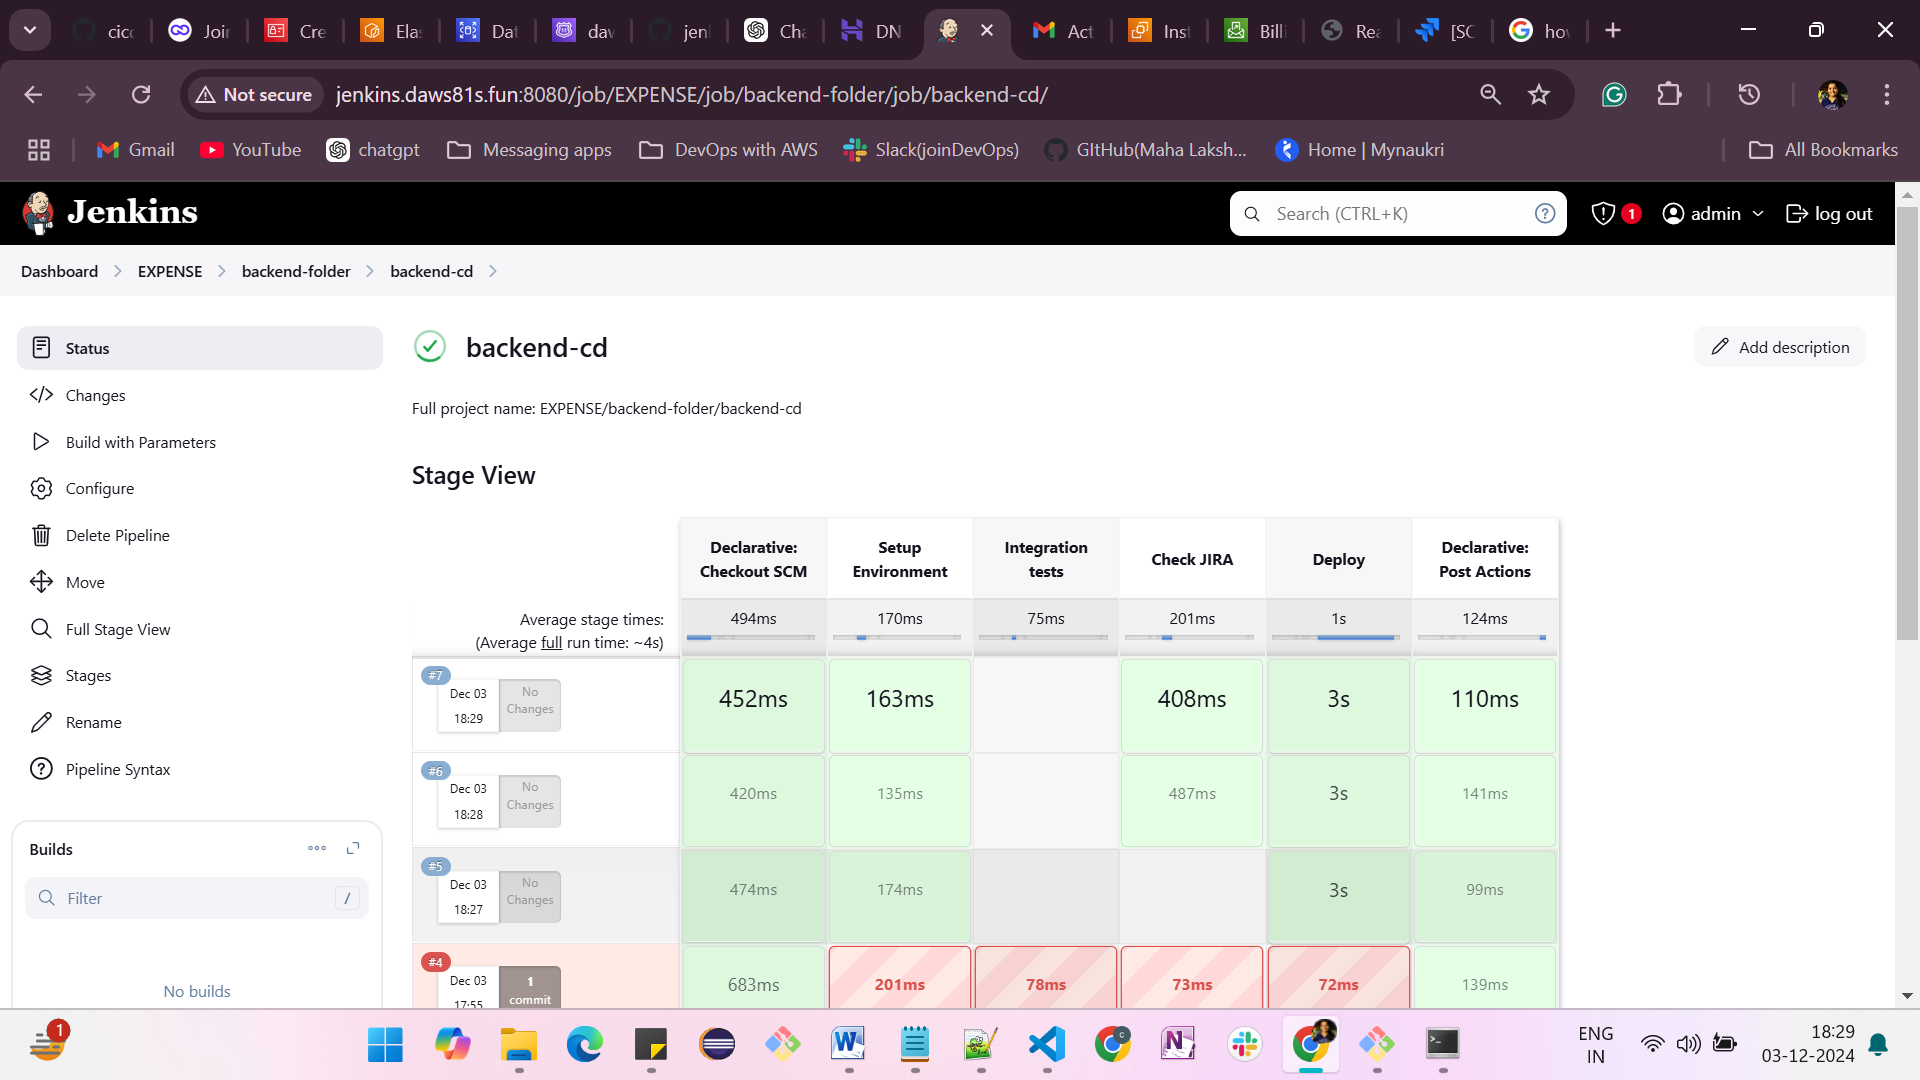 cicc
Joir
Cre
Ela:
Dat
daw
jenl
Cha
DN
Act
Inst
Billi
Rea
[SC
hov
Not secure
jenkins.daws81s.fun:8080/job/EXPENSE/job/backend-folder/job/backend-cd/
Gmail
YouTube
chatgpt
Messaging apps
DevOps with AWS
Slack(joinDevOps)
GItHub(Maha Laksh...
Home | Mynaukri
All Bookmarks
Jenkins
Search (CTRL+K)
?
1
admin
log out
Dashboard
EXPENSE
backend-folder
backend-cd
Status
Changes
Build with Parameters
Configure
Delete Pipeline
Move
Full Stage View
Stages
Rename
Pipeline Syntax
Builds
Filter
/
No builds
backend-cd
Add description
Full project name: EXPENSE/backend-folder/backend-cd
Stage View
Declarative:
Checkout SCM
Setup
Environment
Integration
tests
Check JIRA
Deploy
Declarative:
Post Actions
Average stage times:
(Average full run time: ~4s)
494ms
170ms
75ms
201ms
1s
124ms
#7
Dec 03
18:29
No
Changes
452ms
163ms
408ms
3s
110ms
#6
Dec 03
18:28
No
Changes
420ms
135ms
487ms
3s
141ms
#5
Dec 03
18:27
No
Changes
474ms
174ms
3s
99ms
#4
Dec 03
17:55
1
commit
683ms
201ms
78ms
73ms
72ms
139ms
1
ENG
IN
18:29
03-12-2024